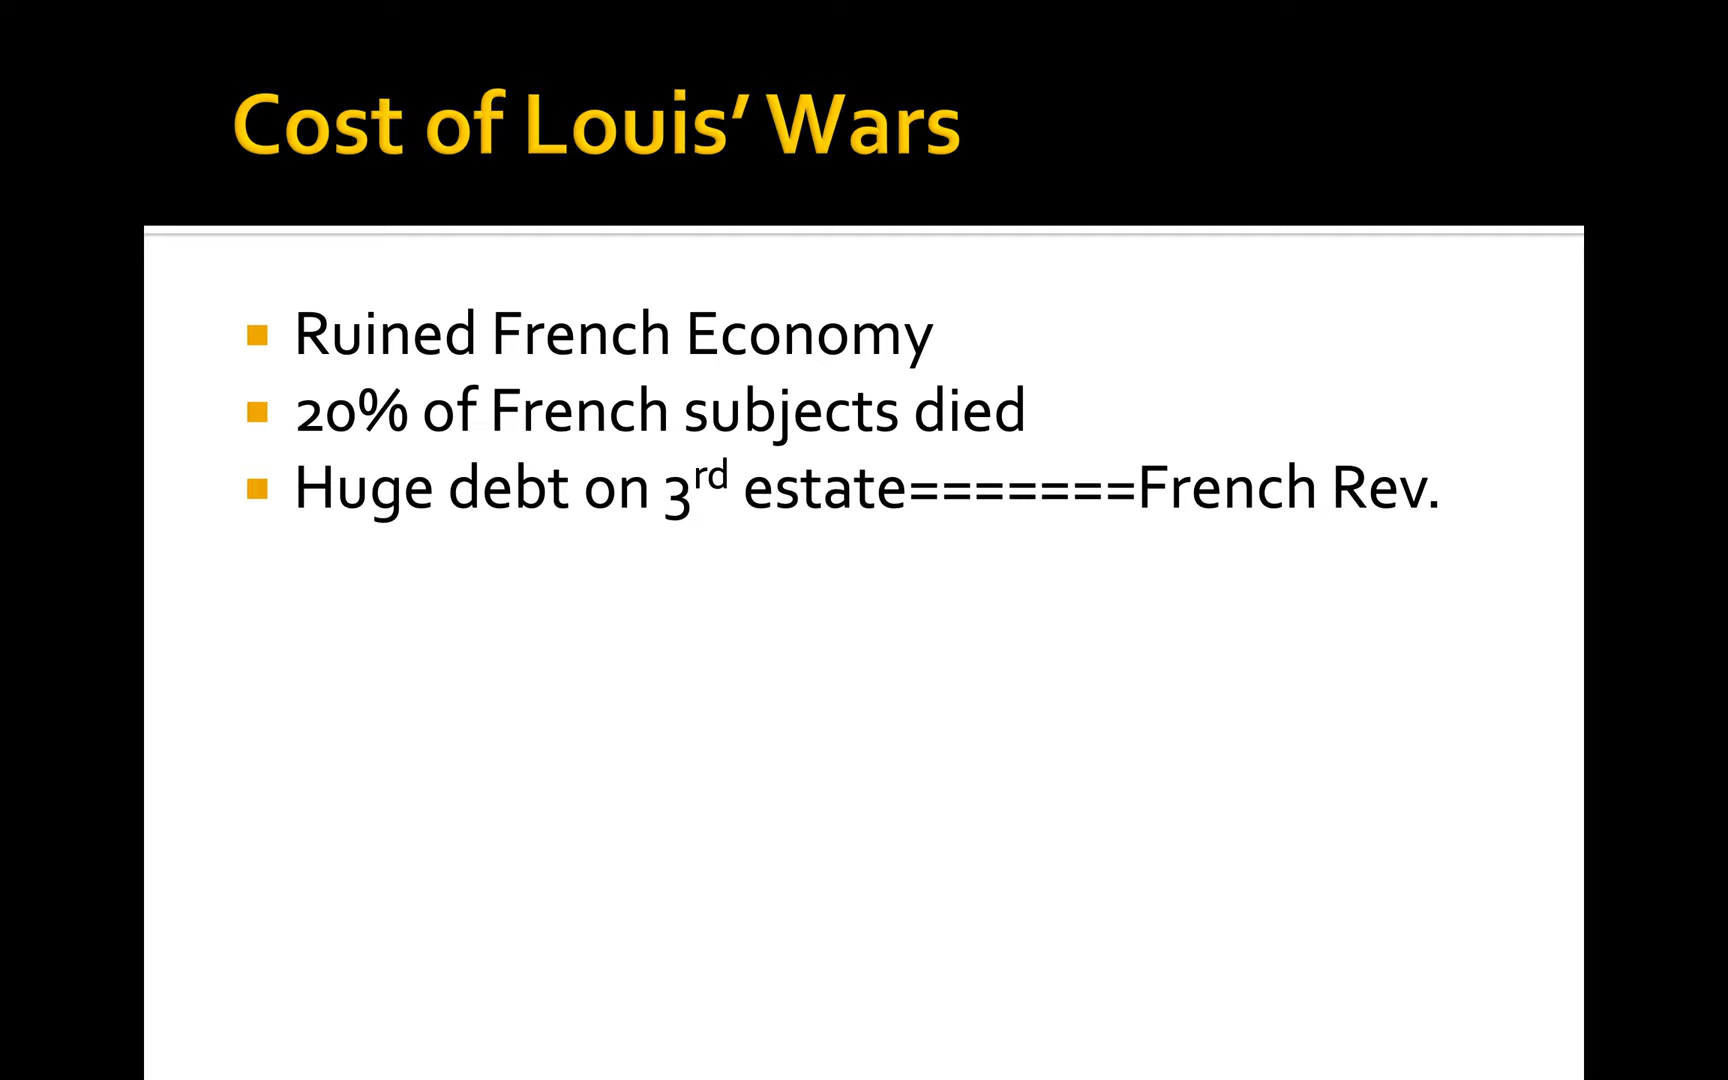 Cost of Louis’ Wars
▪ Ruined French Economy
▪ 20% of French subjects died
▪ Huge debt on 3rd estate=======French Rev.